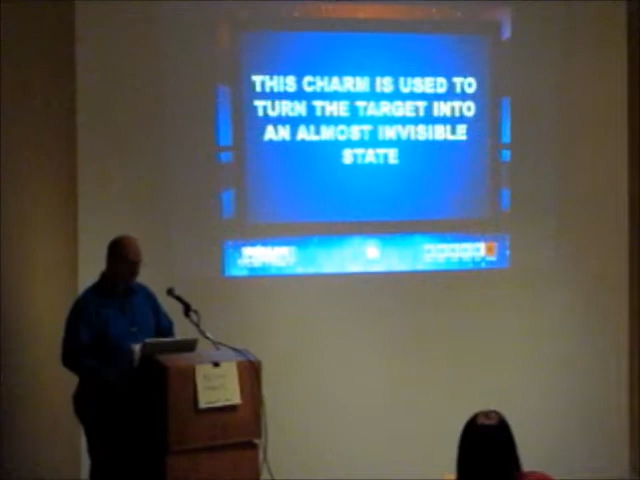 THIS CHARM IS USED TO
TURN THE TARGET INTO
AN ALMOST INVISIBLE
STATE